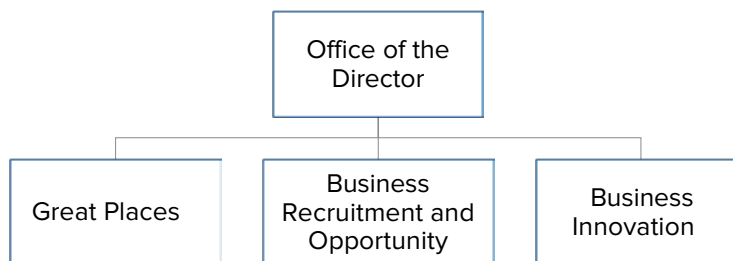 Office of the
Director
Great Places
Business
Recruitment and
Opportunity
Business
Innovation